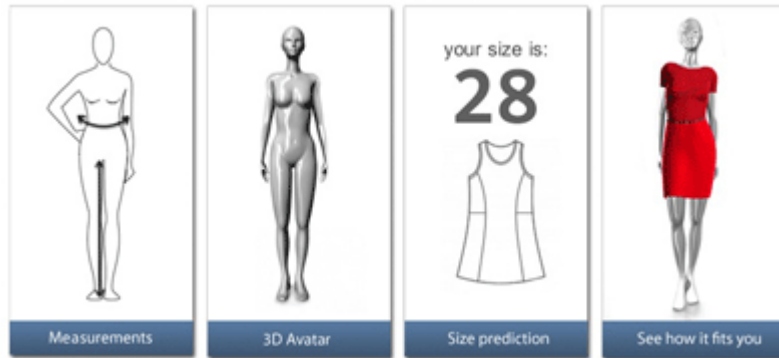 your size is:
28
Measurements
3D Avatar
Size prediction
See how it fits you